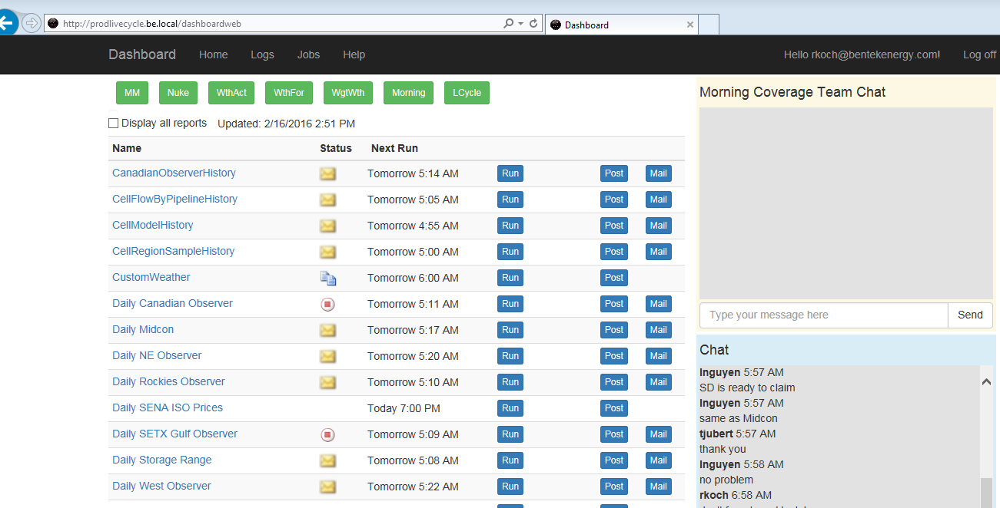 http://prodlivecycle.be.local/dashboardweb
Dashboard
Dashboard Home Logs Jobs Help Hello rkoch@bentekenergy.com! Log off
MM Nuke WthAct WthFor WgtWth Morning LCycle
Display all reports Updated: 2/16/2016 2:51 PM
Name Status Next Run
CanadianObserverHistory Tomorrow 5:14 AM Run Post Mail
CellFlowByPipelineHistory Tomorrow 5:05 AM Run Post Mail
CellModelHistory Tomorrow 4:55 AM Run Post Mail
CellRegionSampleHistory Tomorrow 5:00 AM Run Post Mail
CustomWeather Tomorrow 6:00 AM Run Post
Daily Canadian Observer Tomorrow 5:11 AM Run Post Mail
Daily Midcon Tomorrow 5:17 AM Run Post Mail
Daily NE Observer Tomorrow 5:20 AM Run Post Mail
Daily Rockies Observer Tomorrow 5:10 AM Run Post Mail
Daily SENA ISO Prices Today 7:00 PM Run Post
Daily SETX Gulf Observer Tomorrow 5:09 AM Run Post Mail
Daily Storage Range Tomorrow 5:08 AM Run Post Mail
Daily West Observer Tomorrow 5:22 AM Run Post Mail
Morning Coverage Team Chat
Type your message here Send
Chat
lnguyen 5:57 AM
SD is ready to claim
lnguyen 5:57 AM
same as Midcon
tjubert 5:57 AM
thank you
lnguyen 5:58 AM
no problem
rkoch 6:58 AM